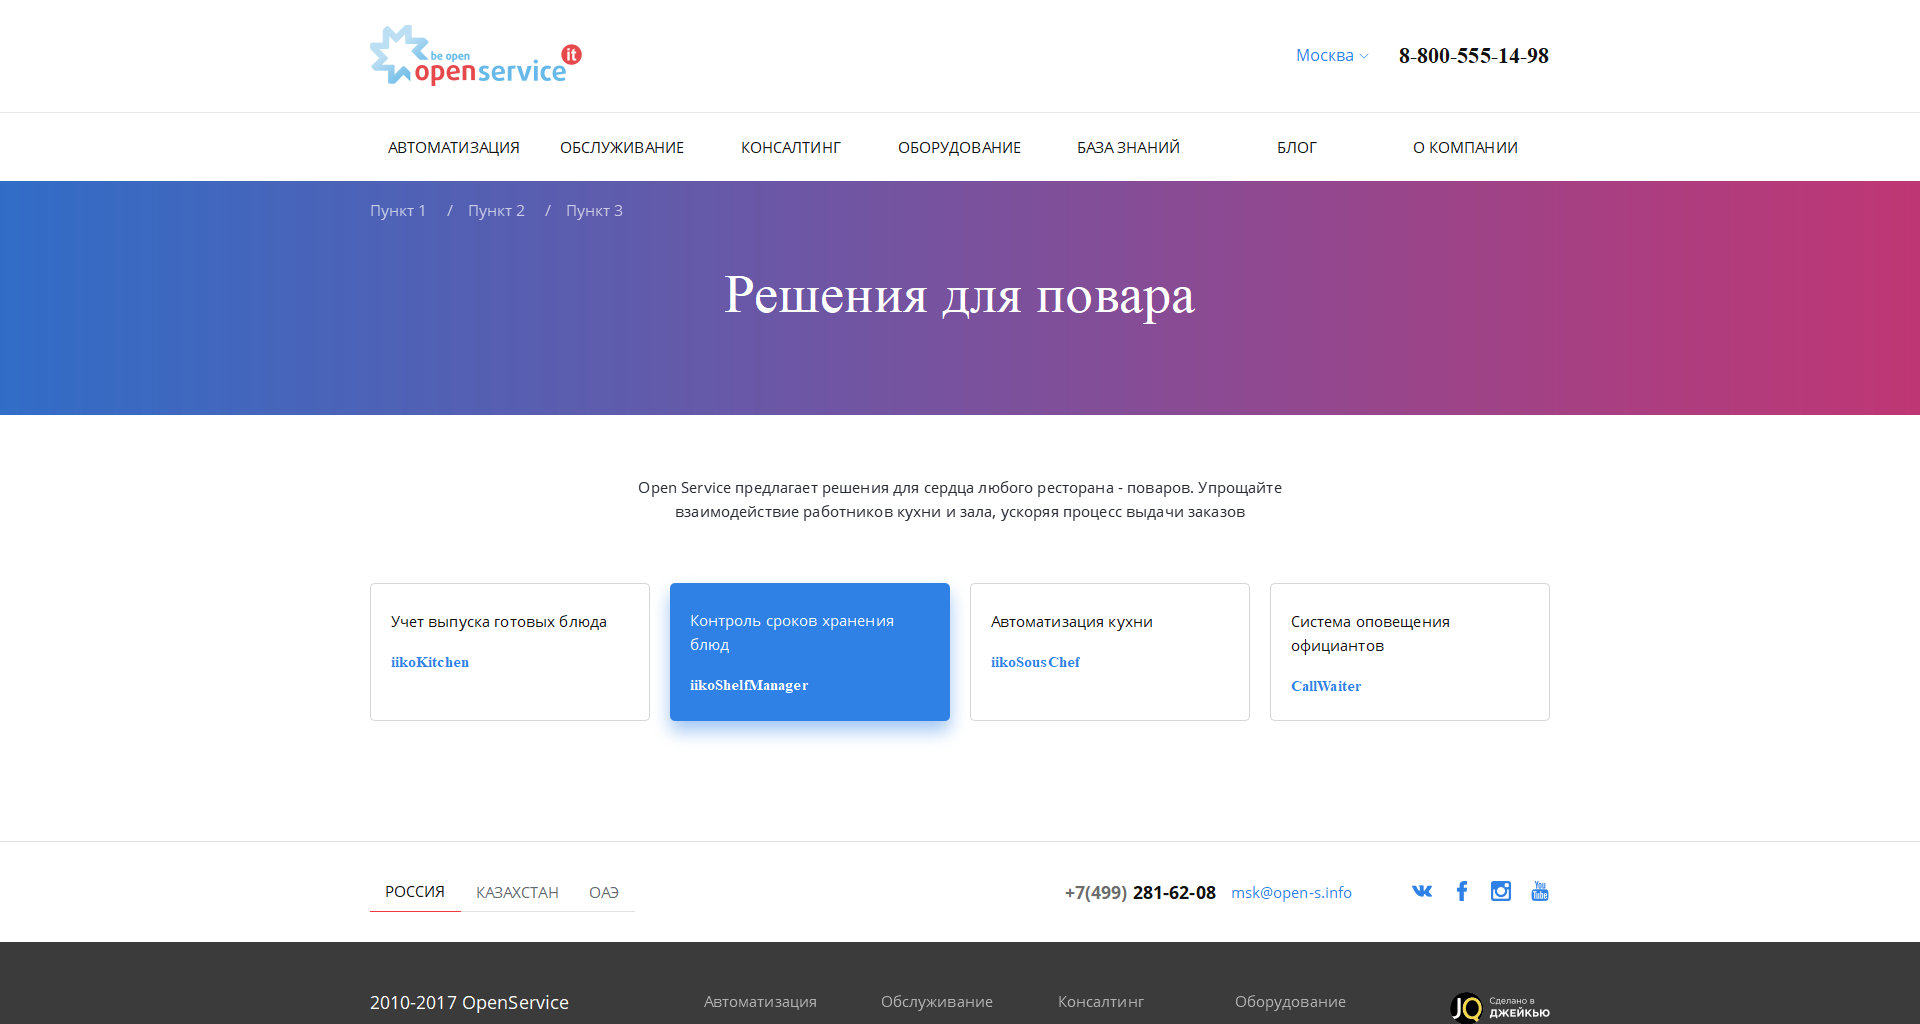 be open
openservice it
Москва
8-800-555-14-98
АВТОМАТИЗАЦИЯ
ОБСЛУЖИВАНИЕ
КОНСАЛТИНГ
ОБОРУДОВАНИЕ
БАЗА ЗНАНИЙ
БЛОГ
О КОМПАНИИ
Пункт 1 / Пункт 2 / Пункт 3
Решения для повара
Open Service предлагает решения для сердца любого ресторана - поваров. Упрощайте
взаимодействие работников кухни и зала, ускоряя процесс выдачи заказов
Учет выпуска готовых блюда
iikoKitchen
Контроль сроков хранения
блюд
iikoShelfManager
Автоматизация кухни
iikoSousChef
Система оповещения
официантов
CallWaiter
РОССИЯ
КАЗАХСТАН
ОАЭ
+7(499) 281-62-08
msk@open-s.info
You
Tube
2010-2017 OpenService
Автоматизация
Обслуживание
Консалтинг
Оборудование
JQ
Сделано в
ДЖЕЙКЬЮ